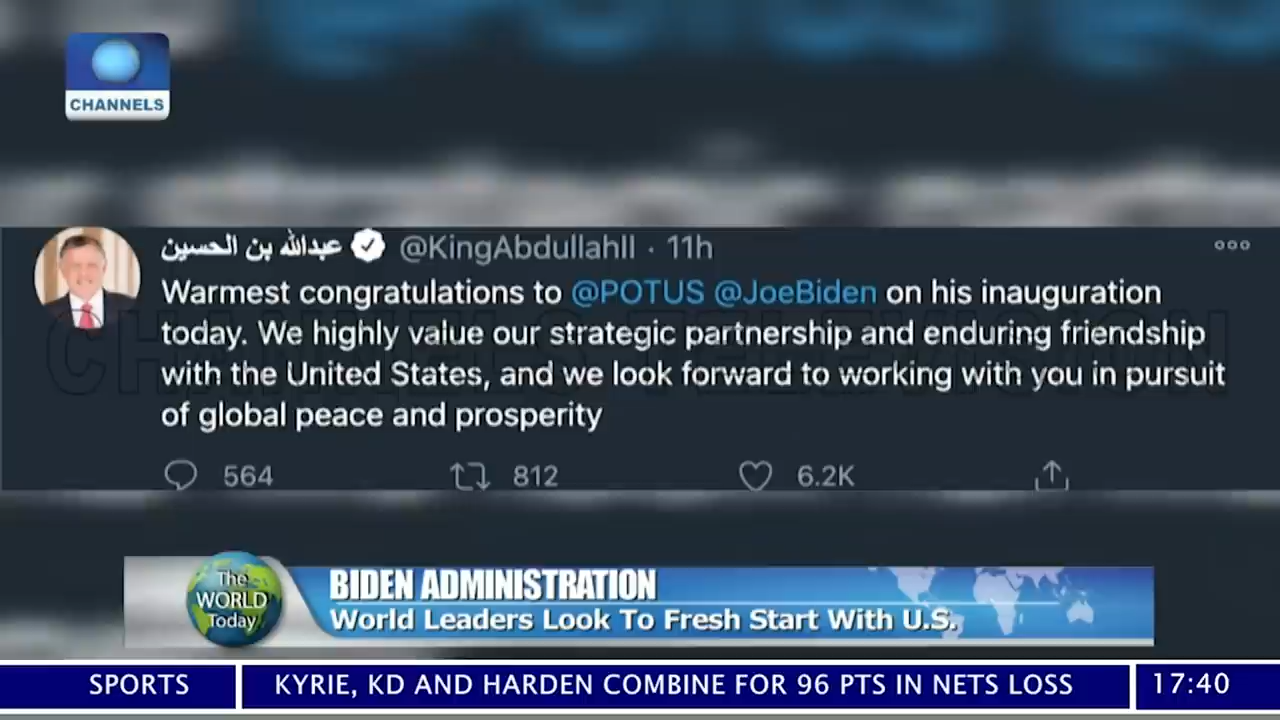 CHANNELS
عبدالله بن الحسين @KingAbdullahII · 11h
Warmest congratulations to @POTUS @JoeBiden on his inauguration
today. We highly value our strategic partnership and enduring friendship
with the United States, and we look forward to working with you in pursuit
of global peace and prosperity
CHANNELS TELEVISION
564 812 6.2K
The
WORLD
Today
BIDEN ADMINISTRATION
World Leaders Look To Fresh Start With U.S.
SPORTS KYRIE, KD AND HARDEN COMBINE FOR 96 PTS IN NETS LOSS 17:40